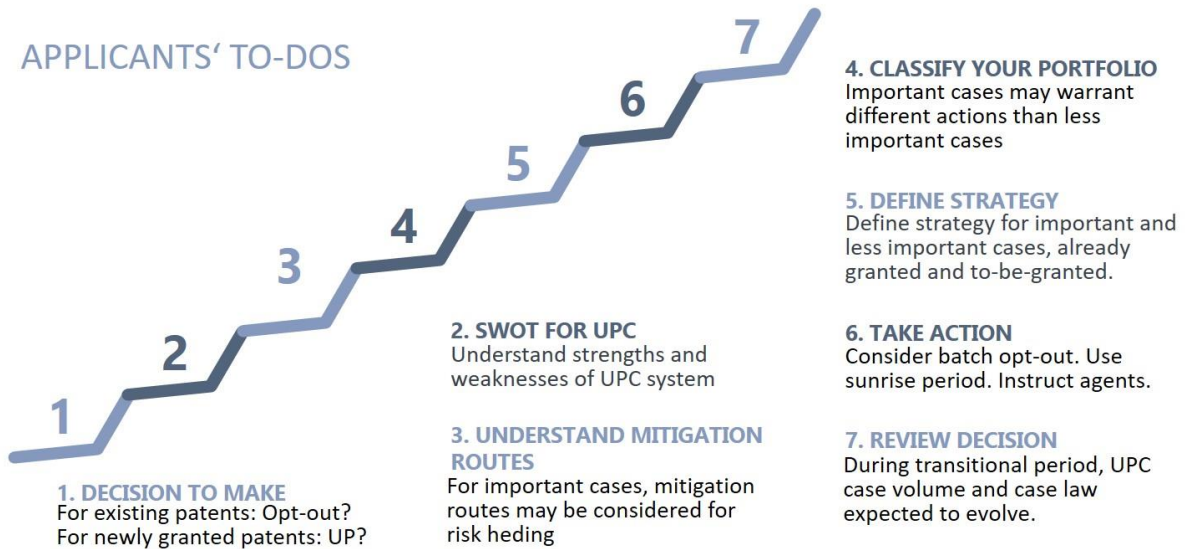 APPLICANTS‘ TO-DOS
1
2
3
4
5
6
7
1. DECISION TO MAKE
For existing patents: Opt-out?
For newly granted patents: UP?
2. SWOT FOR UPC
Understand strengths and
weaknesses of UPC system
3. UNDERSTAND MITIGATION
ROUTES
For important cases, mitigation
routes may be considered for
risk heding
4. CLASSIFY YOUR PORTFOLIO
Important cases may warrant
different actions than less
important cases
5. DEFINE STRATEGY
Define strategy for important and
less important cases, already
granted and to-be-granted.
6. TAKE ACTION
Consider batch opt-out. Use
sunrise period. Instruct agents.
7. REVIEW DECISION
During transitional period, UPC
case volume and case law
expected to evolve.